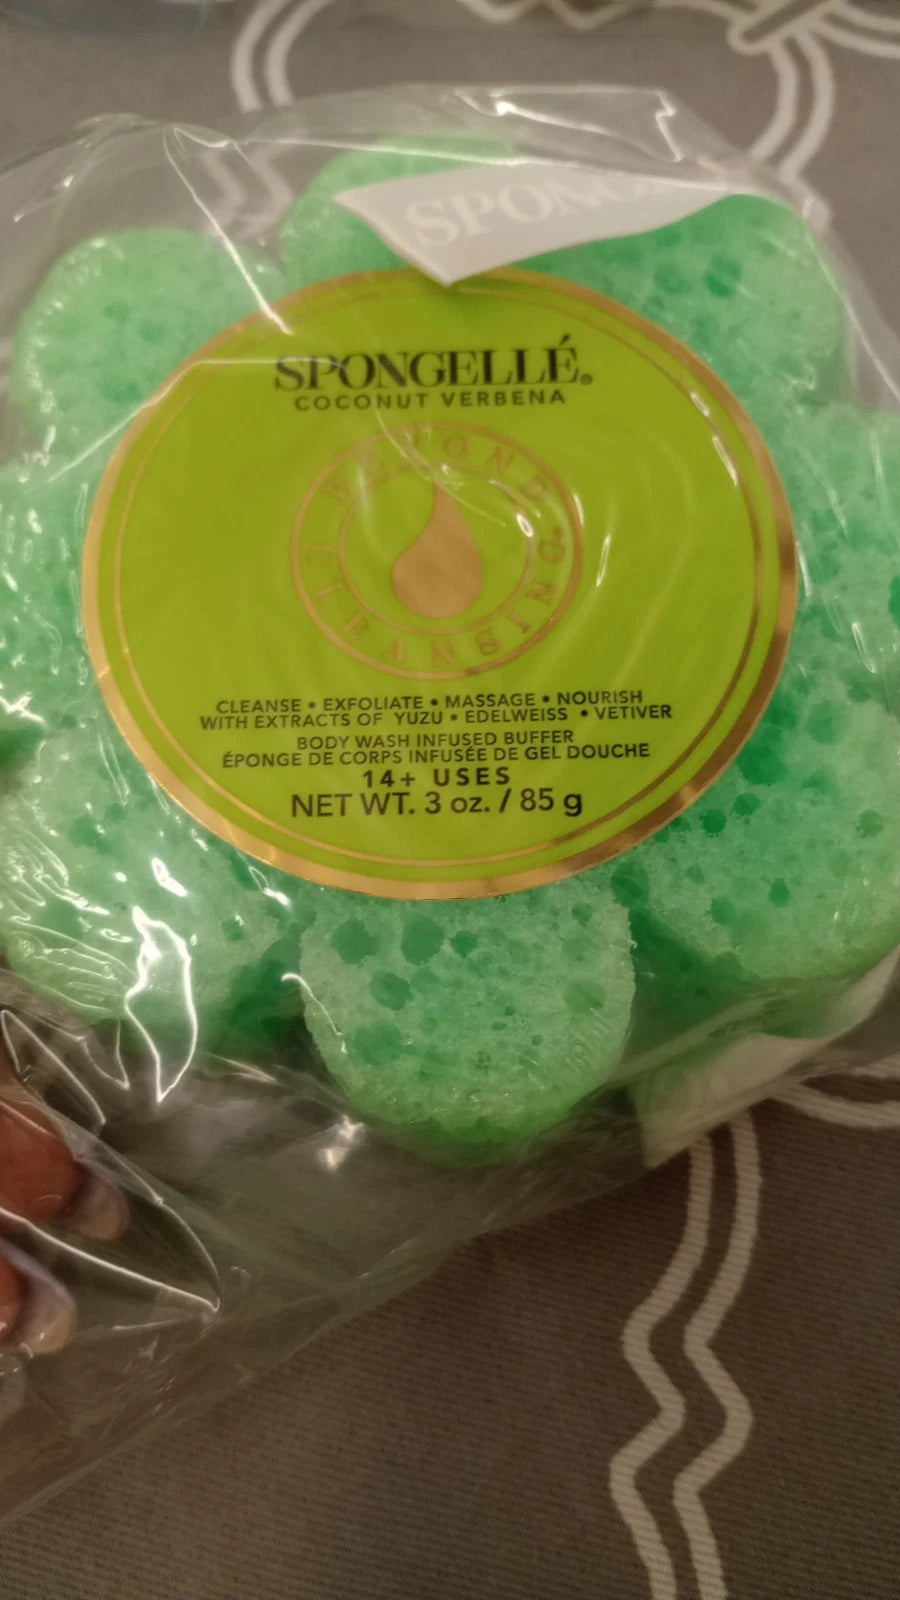 SPONGELLÉ®
COCONUT VERBENA
BEYOND CLEANSING®
CLEANSE • EXFOLIATE • MASSAGE • NOURISH
WITH EXTRACTS OF YUZU • EDELWEISS • VETIVER
BODY WASH INFUSED BUFFER
ÉPONGE DE CORPS INFUSÉE DE GEL DOUCHE
14+ USES
NET WT. 3 oz. / 85 g